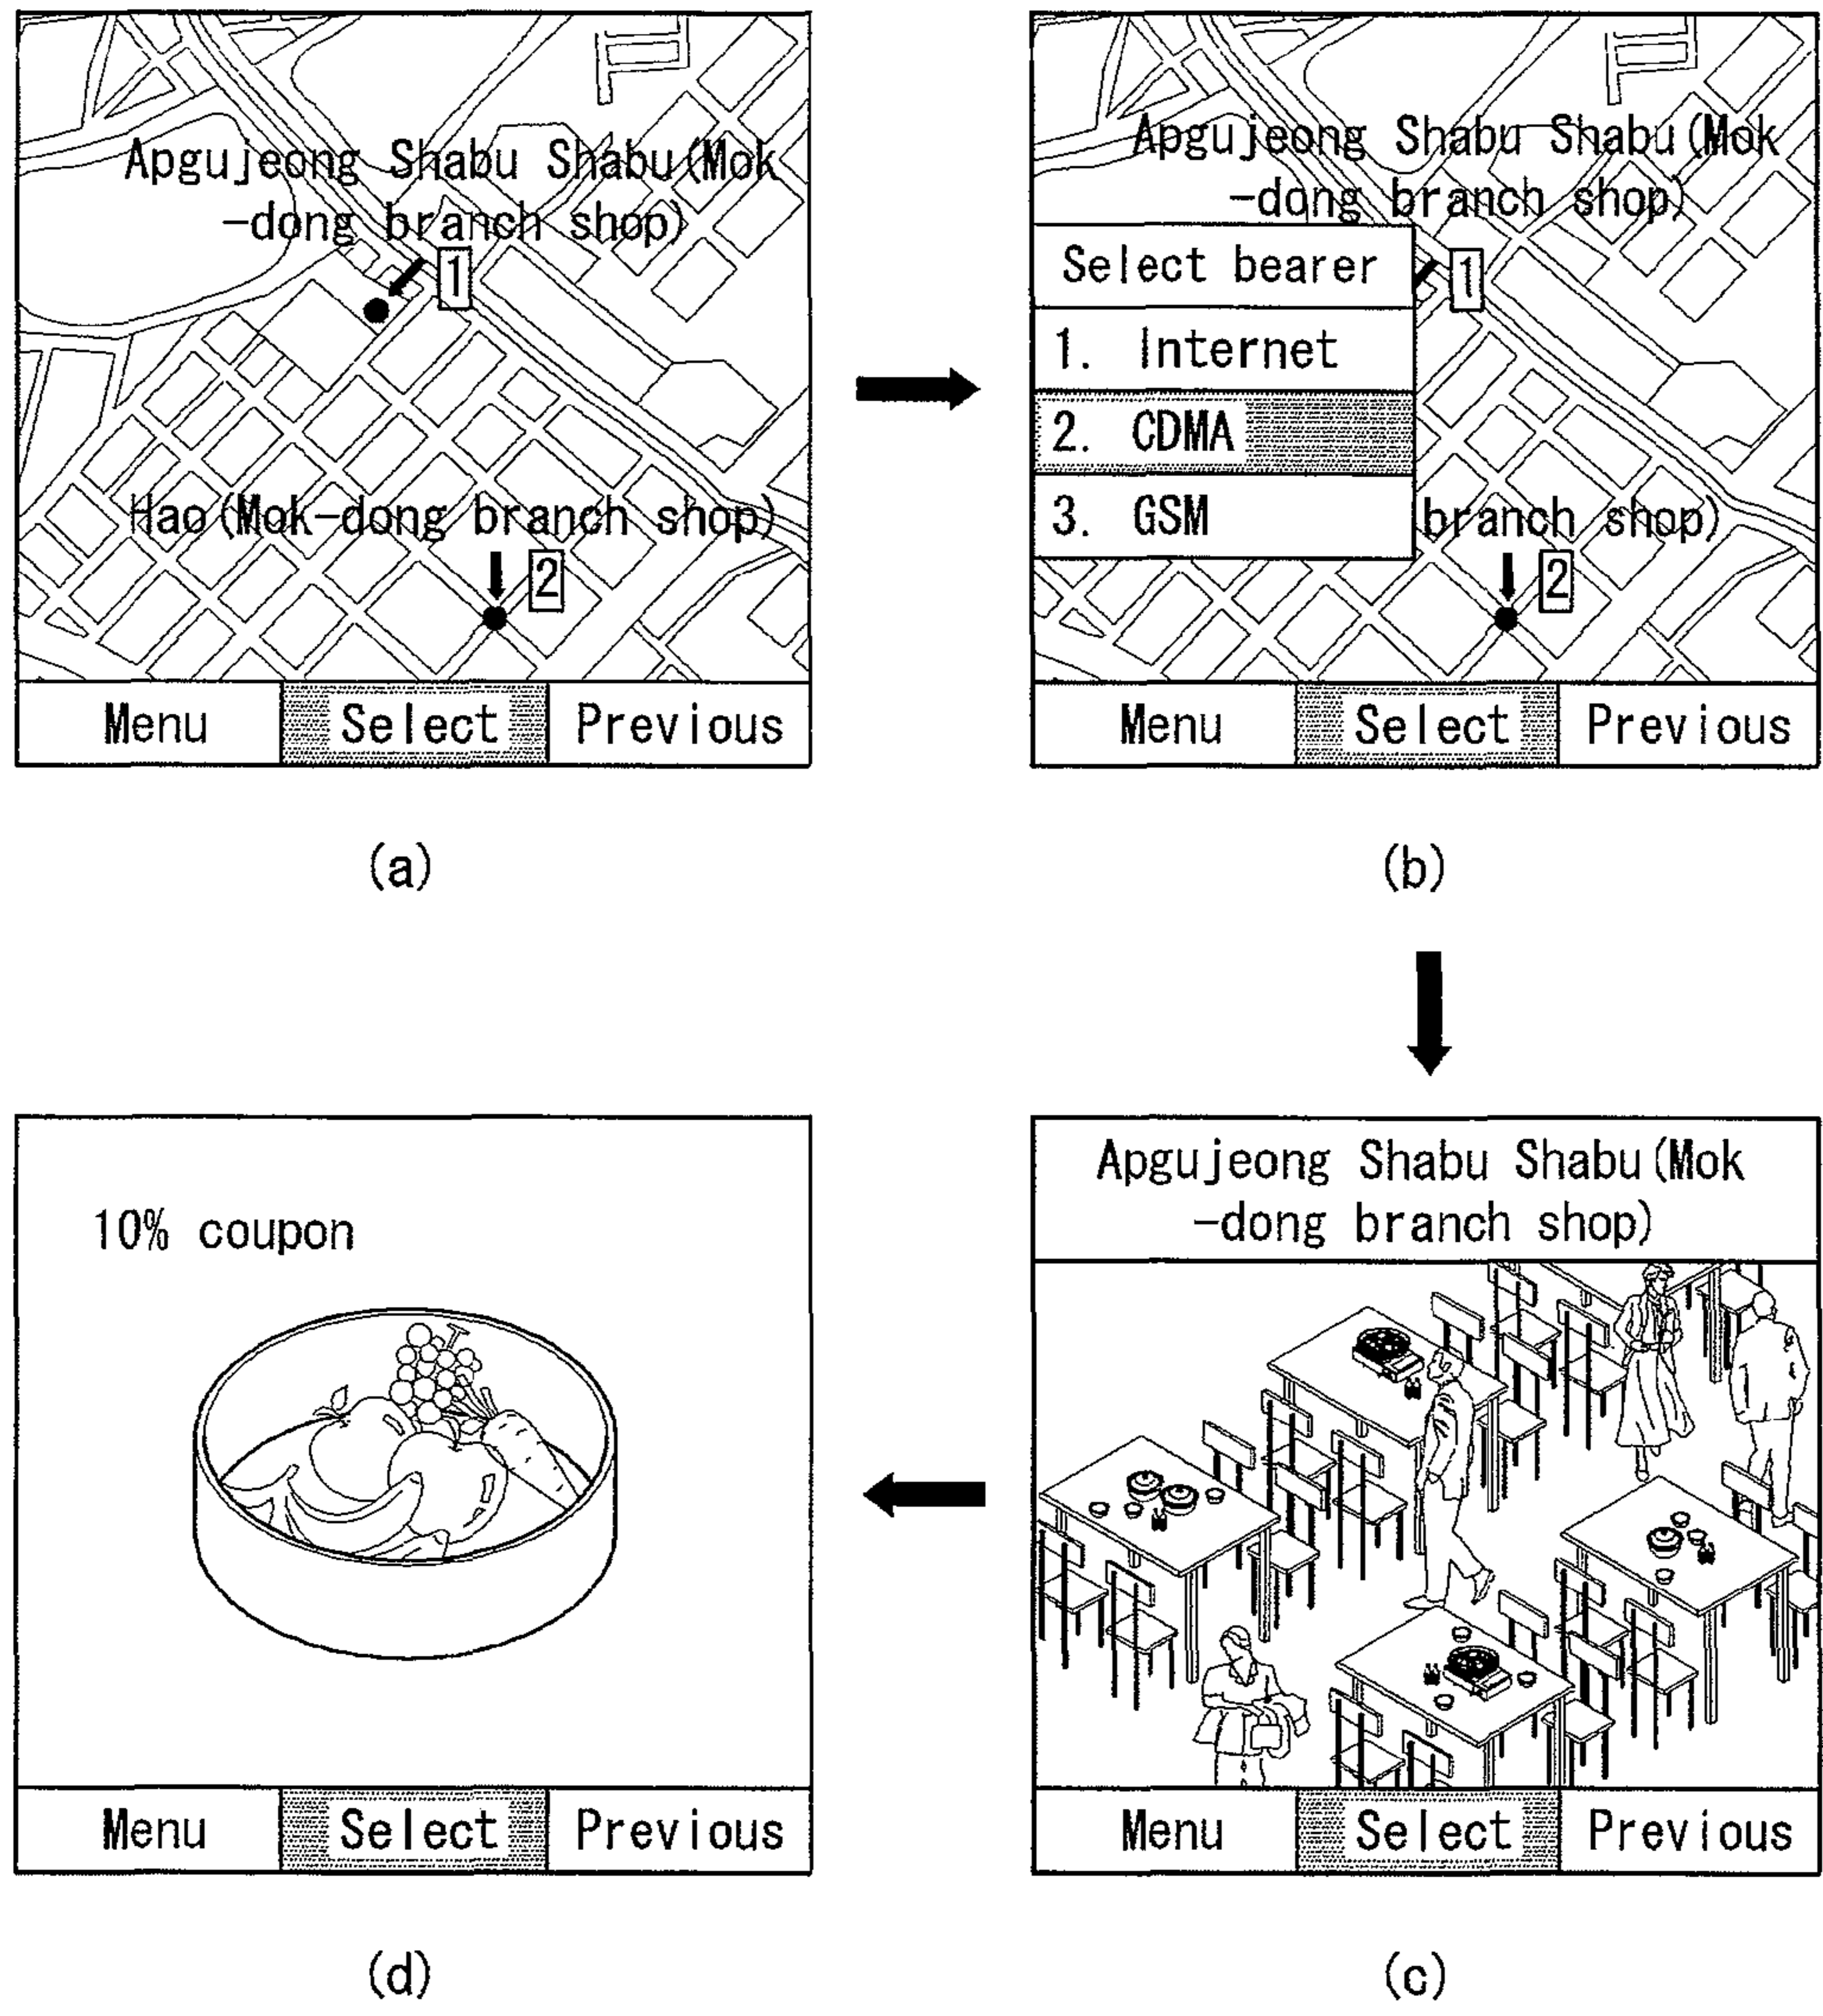 Apgujeong Shabu Shabu(Mok
-dong branch shop)
1
Hao(Mok-dong branch shop)
2
Menu Select Previous
(a)
Apgujeong Shabu Shabu(Mok
-dong branch shop)
Select bearer
1
1. Internet
2. CDMA
3. GSM
branch shop)
2
Menu Select Previous
(b)
Apgujeong Shabu Shabu(Mok
-dong branch shop)
Menu Select Previous
(c)
10% coupon
Menu Select Previous
(d)